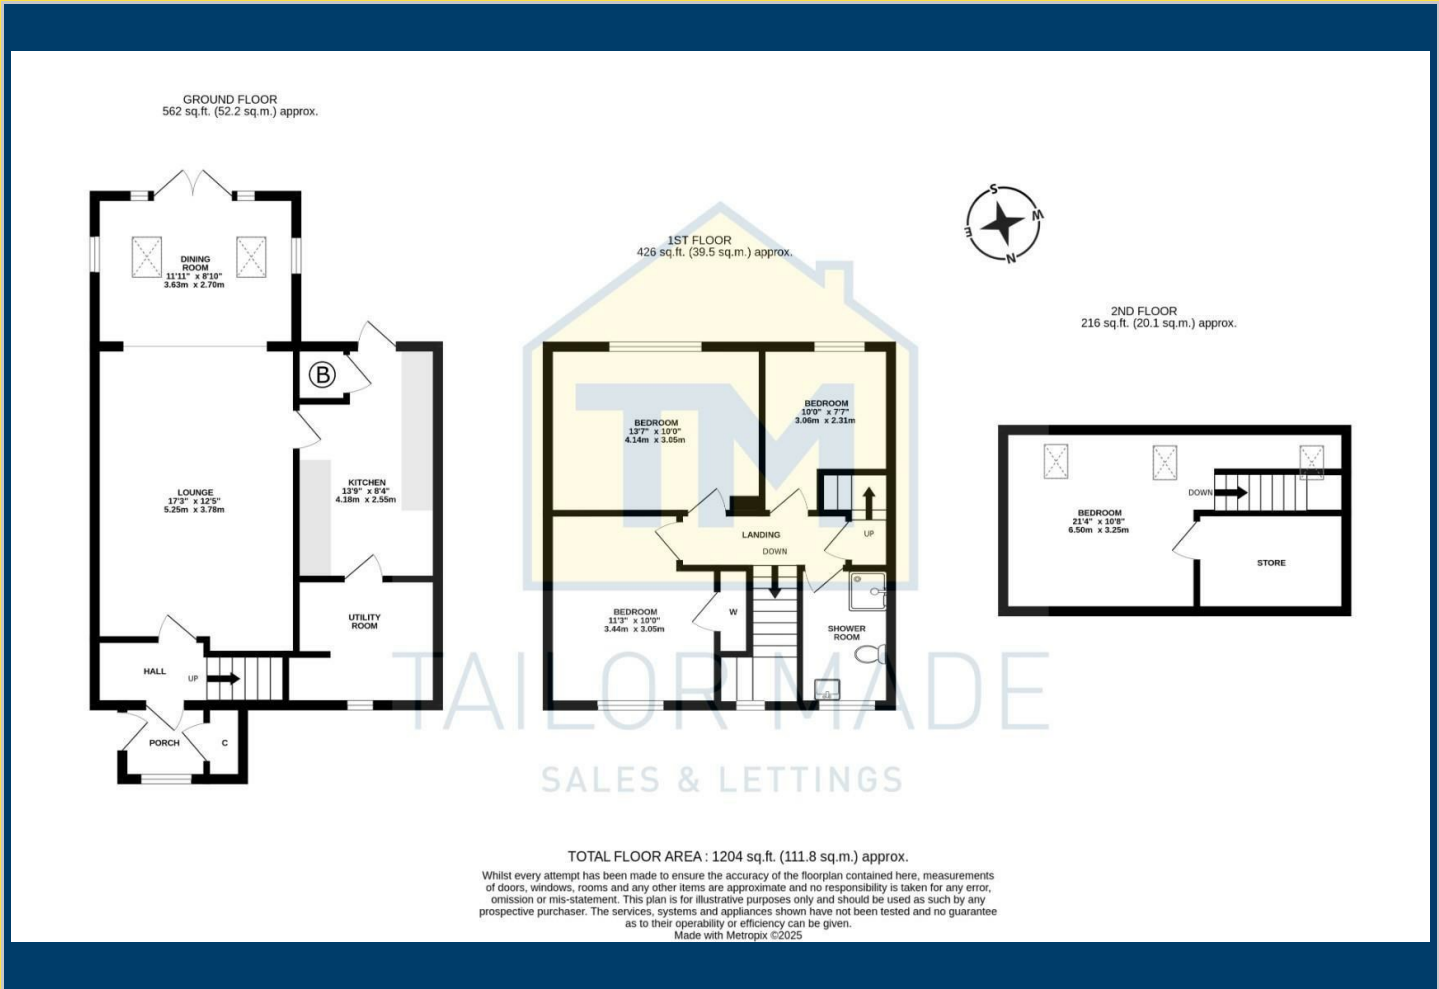 GROUND FLOOR
562 sq.ft. (52.2 sq.m.) approx.
DINING
ROOM
11'11" x 8'10"
3.63m x 2.70m
B
LOUNGE
17'3" x 12'5"
5.25m x 3.78m
KITCHEN
13'9" x 8'4"
4.18m x 2.55m
UTILITY
ROOM
HALL
UP
PORCH
C
1ST FLOOR
426 sq.ft. (39.5 sq.m.) approx.
TM
BEDROOM
13'7" x 10'0"
4.14m x 3.05m
BEDROOM
10'0" x 7'7"
3.06m x 2.31m
LANDING
DOWN
UP
BEDROOM
11'3" x 10'0"
3.44m x 3.05m
W
SHOWER
ROOM
TAILOR MADE
SALES & LETTINGS
S
W
E
N
2ND FLOOR
216 sq.ft. (20.1 sq.m.) approx.
DOWN
BEDROOM
21'4" x 10'8"
6.50m x 3.25m
STORE
TOTAL FLOOR AREA : 1204 sq.ft. (111.8 sq.m.) approx.
Whilst every attempt has been made to ensure the accuracy of the floorplan contained here, measurements
of doors, windows, rooms and any other items are approximate and no responsibility is taken for any error,
omission or mis-statement. This plan is for illustrative purposes only and should be used as such by any
prospective purchaser. The services, systems and appliances shown have not been tested and no guarantee
as to their operability or efficiency can be given.
Made with Metropix ©2025